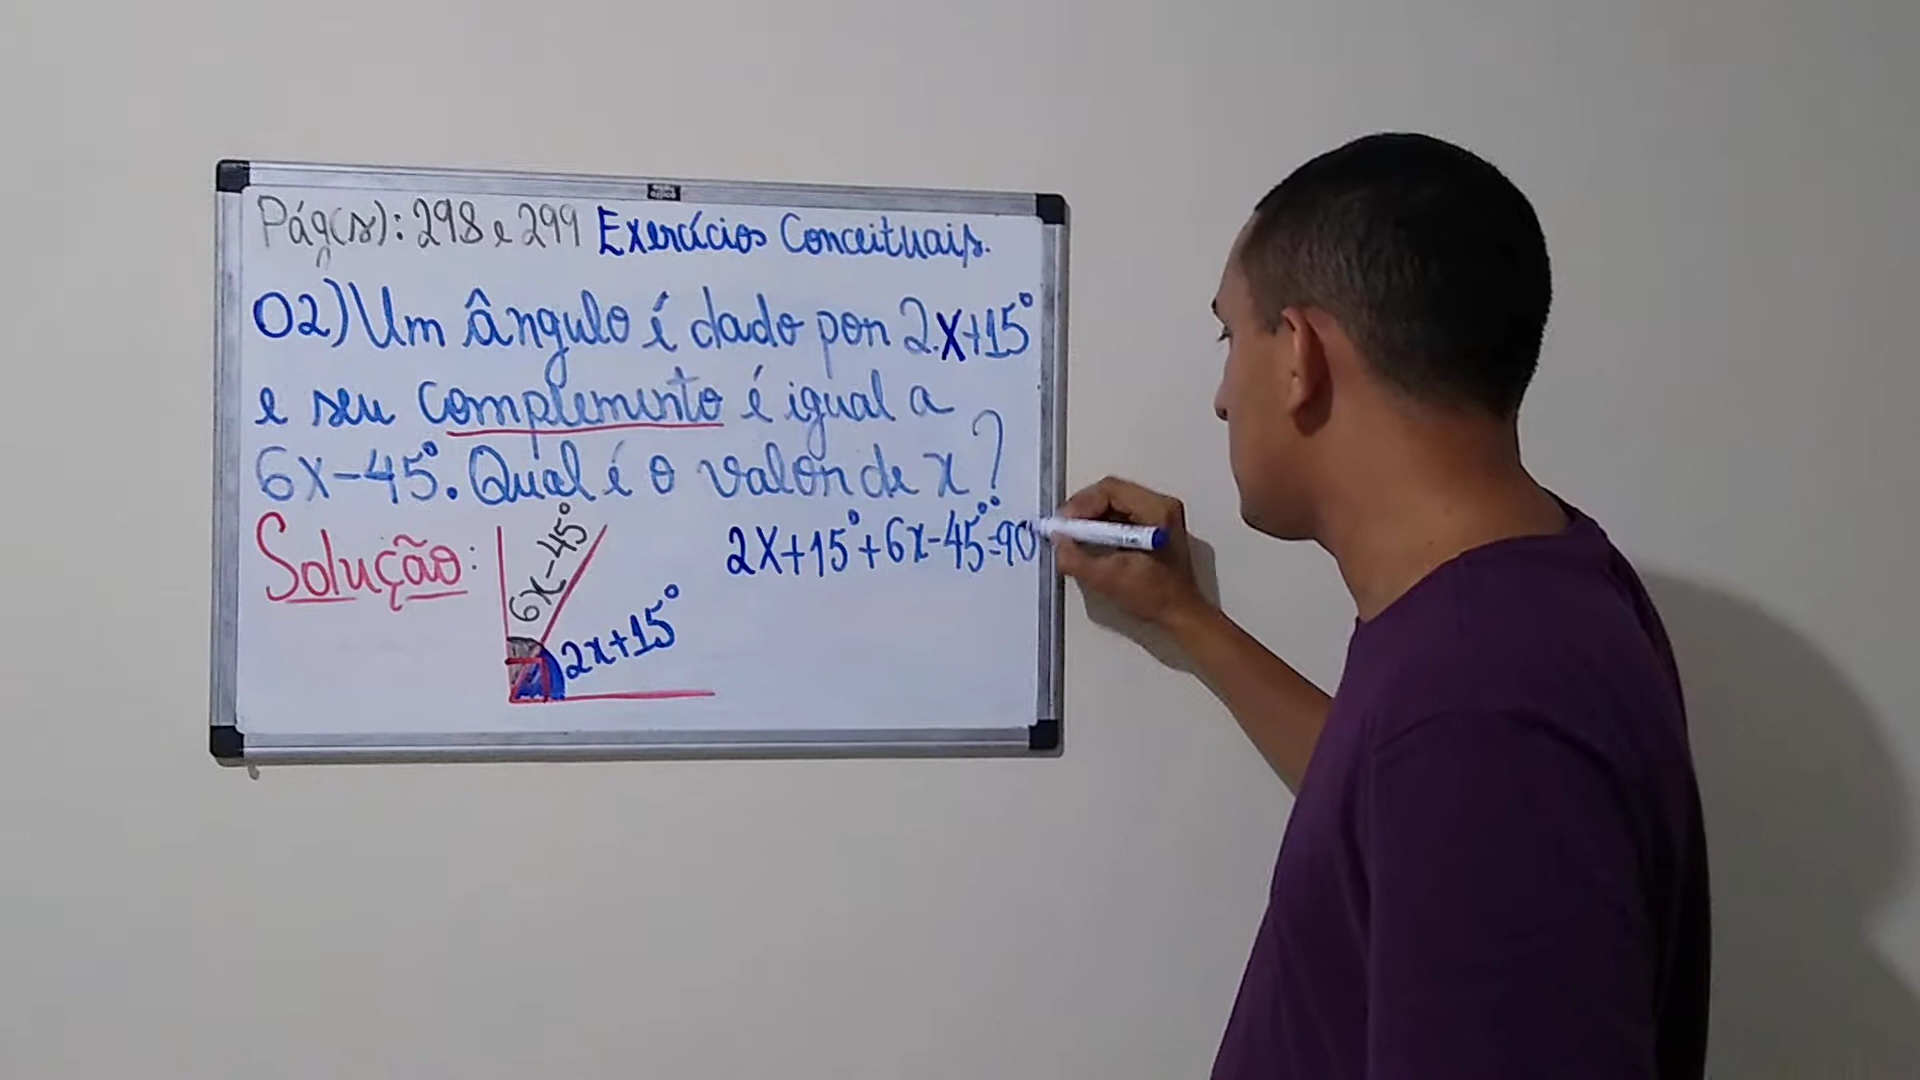 Pág(s): 298 e 299 Exercícios Conceituais.
02) Um ângulo é dado por 2.x+15°
e seu complemento é igual a
6x-45°. Qual é o valor de x?
Solução:
6x-45°
2x+15°
2x+15°+6x-45°=90°